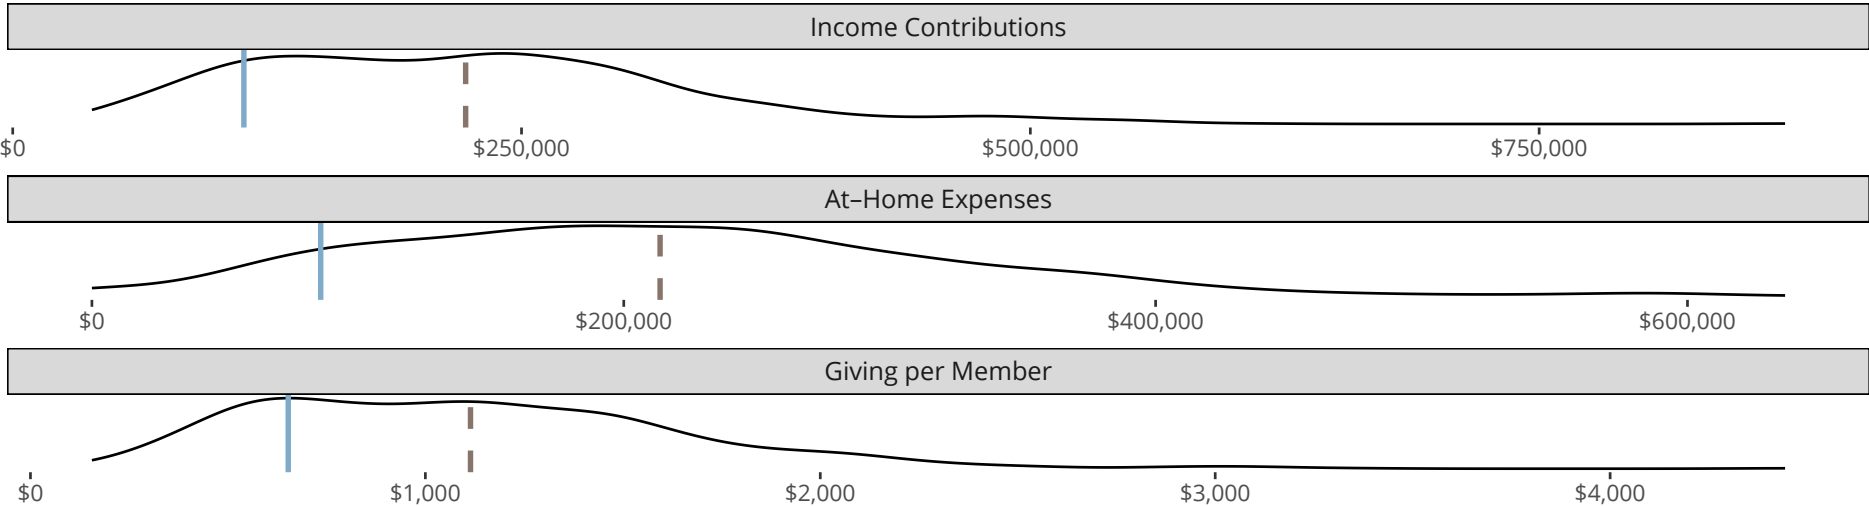 Income Contributions
$0 $250,000 $500,000 $750,000
At–Home Expenses
$0 $200,000 $400,000 $600,000
Giving per Member
$0 $1,000 $2,000 $3,000 $4,000